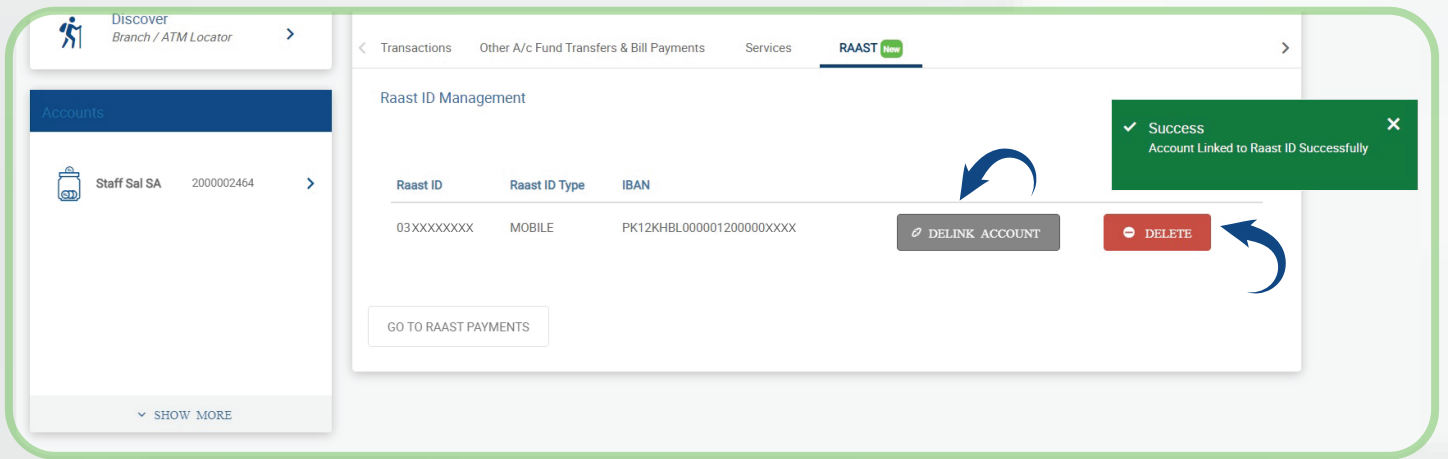 Discover
Branch / ATM Locator
Accounts
Staff Sal SA 2000002464
SHOW MORE
Transactions Other A/c Fund Transfers & Bill Payments Services RAAST New
Raast ID Management
Success
Account Linked to Raast ID Successfully
Raast ID Raast ID Type IBAN
03XXXXXXXX MOBILE PK12KHBL000001200000XXXX DELINK ACCOUNT DELETE
GO TO RAAST PAYMENTS